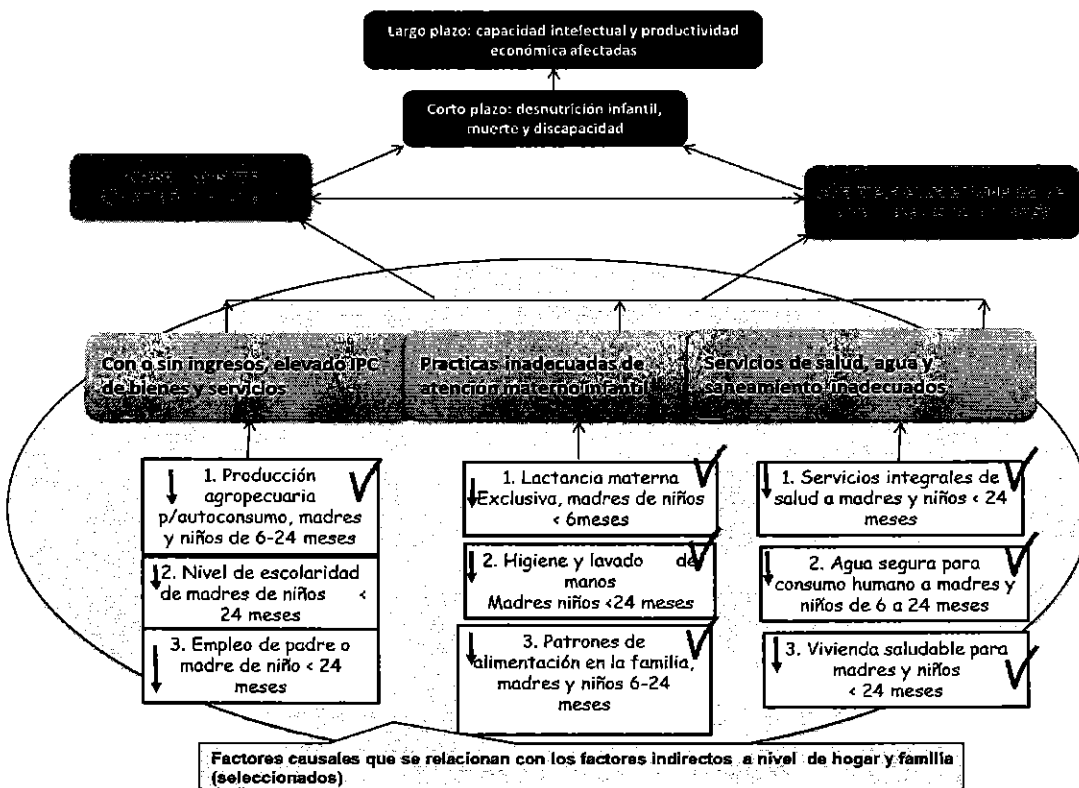 Largo plazo: capacidad intelectual y productividad
económica afectadas
Corto plazo: desnutrición infantil,
muerte y discapacidad
Con o sin ingresos, elevado IPC
de bienes y servicios
Practicas inadecuadas de
atención materno infantil
Servicios de salud, agua y
saneamiento inadecuados
1. Producción
agropecuaria
p/autoconsumo, madres
y niños de 6-24 meses
2. Nivel de escolaridad
de madres de niños <
24 meses
3. Empleo de padre o
madre de niño < 24
meses
1. Lactancia materna
Exclusiva, madres de niños
< 6meses
2. Higiene y lavado de
manos
Madres niños <24 meses
3. Patrones de
alimentación en la familia,
madres y niños 6-24
meses
1. Servicios integrales de
salud a madres y niños < 24
meses
2. Agua segura para
consumo humano a madres y
niños de 6 a 24 meses
3. Vivienda saludable para
madres y niños
< 24 meses
Factores causales que se relacionan con los factores indirectos a nivel de hogar y familia
(seleccionados)